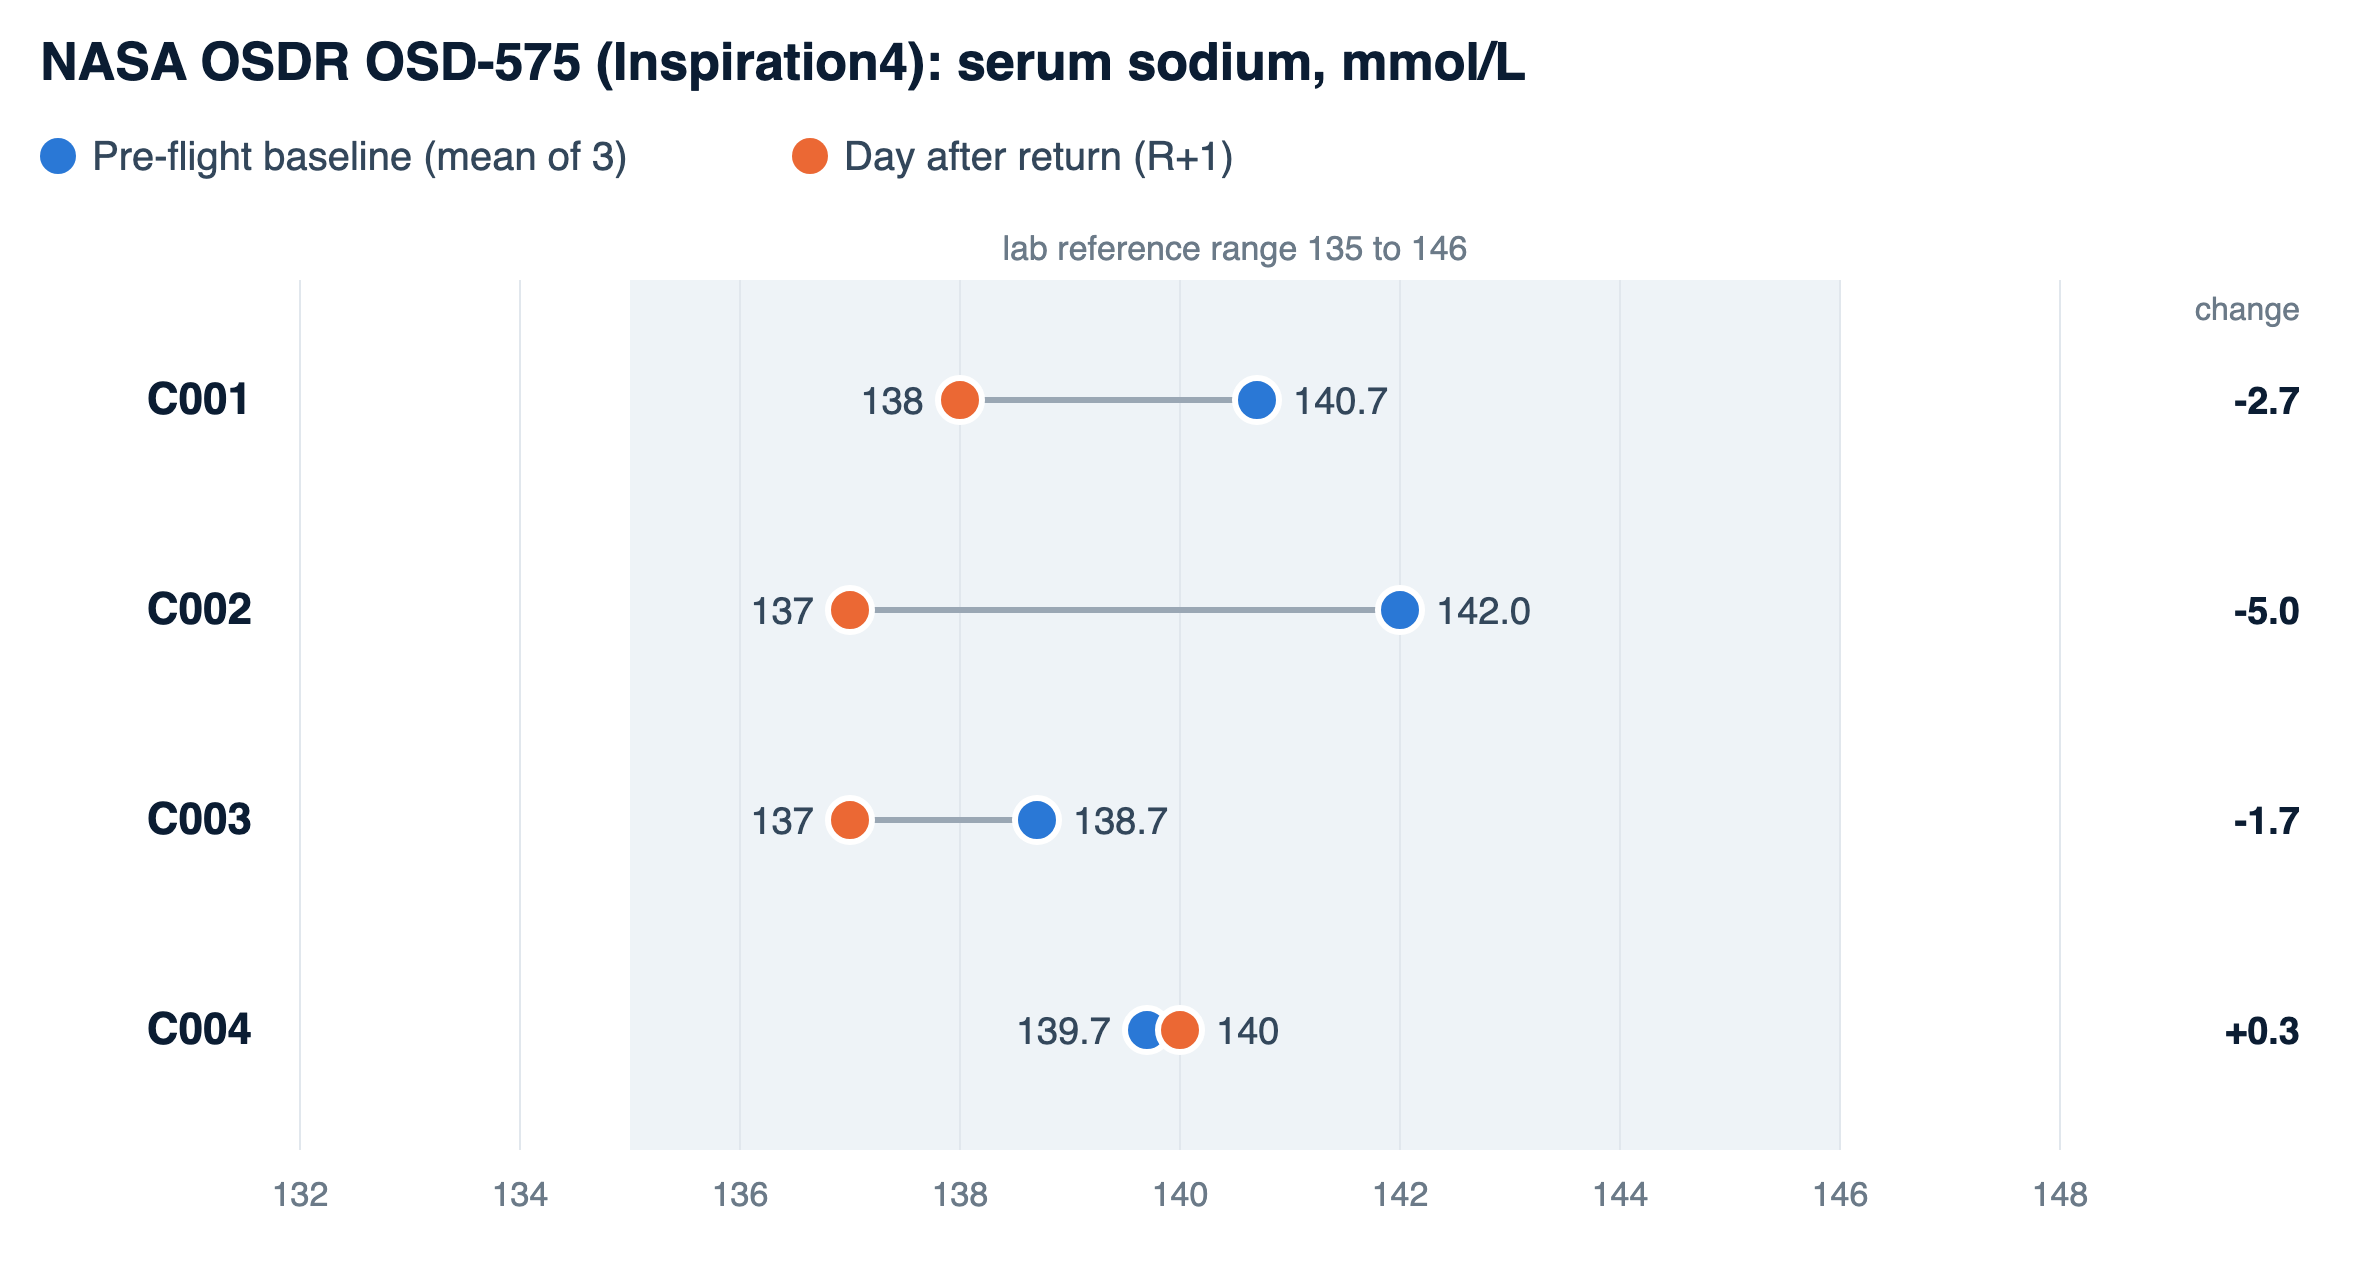 NASA OSDR OSD-575 (Inspiration4): serum sodium, mmol/L
Pre-flight baseline (mean of 3) Day after return (R+1)
lab reference range 135 to 146
change
C001 138 140.7 -2.7
C002 137 142.0 -5.0
C003 137 138.7 -1.7
C004 139.7 140 +0.3
132 134 136 138 140 142 144 146 148